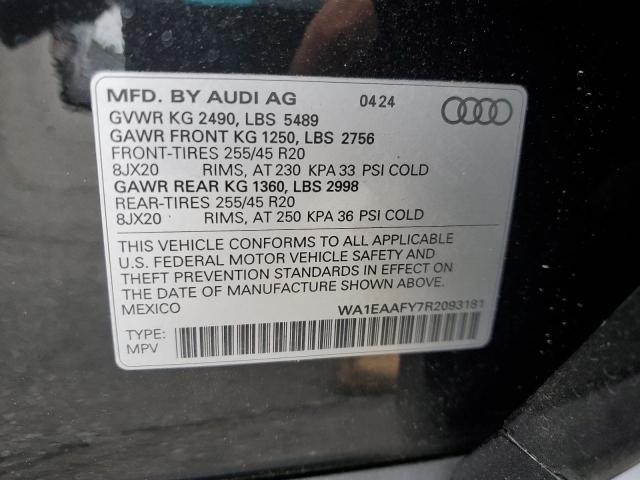 MFD. BY AUDI AG 0424
GVWR KG 2490, LBS 5489
GAWR FRONT KG 1250, LBS 2756
FRONT-TIRES 255/45 R20
8JX20 RIMS, AT 230 KPA 33 PSI COLD
GAWR REAR KG 1360, LBS 2998
REAR-TIRES 255/45 R20
8JX20 RIMS, AT 250 KPA 36 PSI COLD
THIS VEHICLE CONFORMS TO ALL APPLICABLE
U.S. FEDERAL MOTOR VEHICLE SAFETY AND
THEFT PREVENTION STANDARDS IN EFFECT ON
THE DATE OF MANUFACTURE SHOWN ABOVE.
MEXICO WA1EAAFY7R2093181
TYPE:
MPV